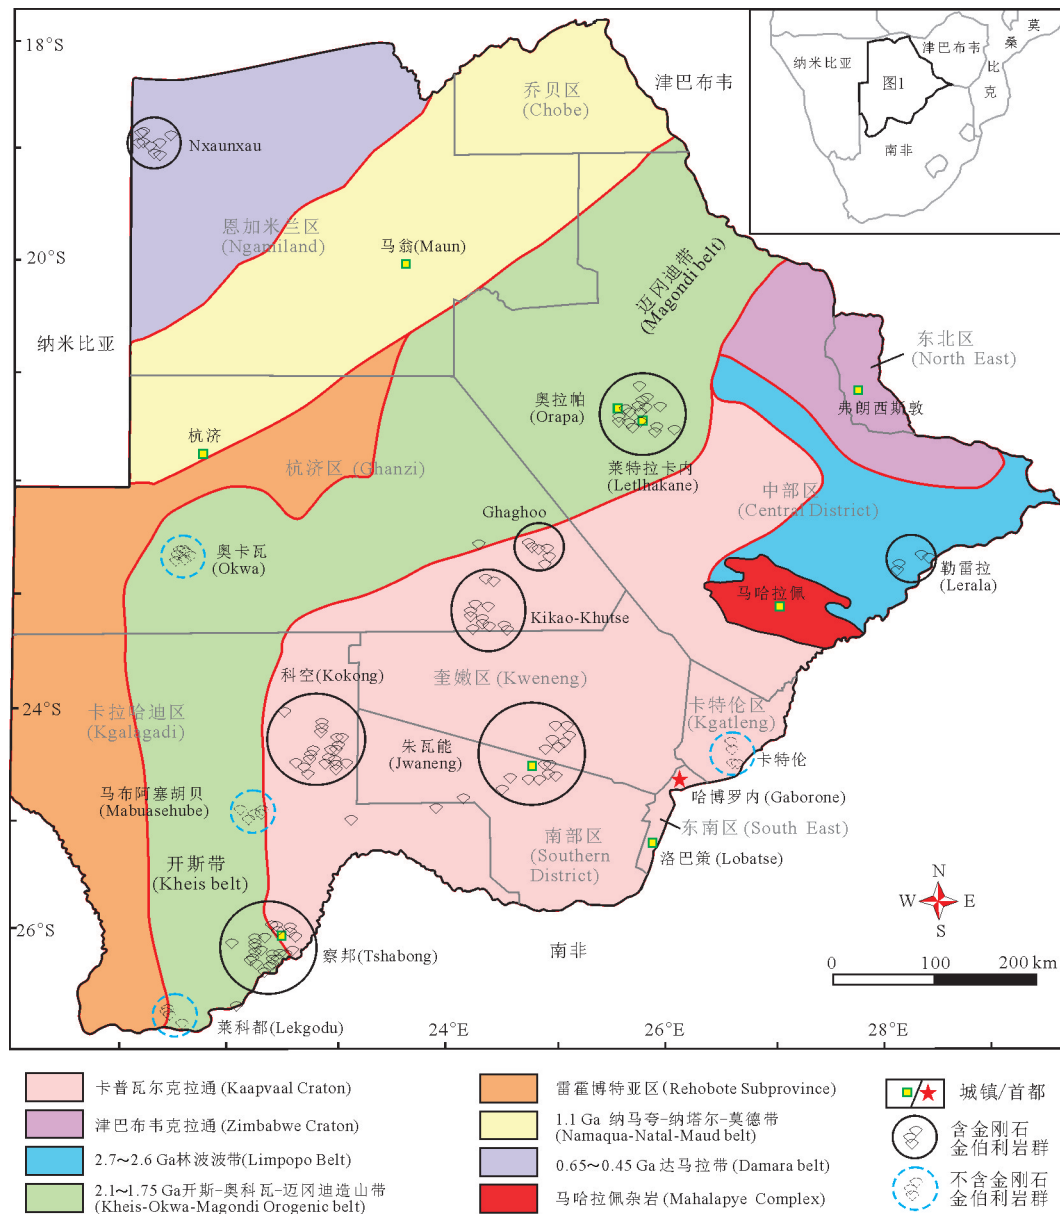 18°S
20°S
24°S
26°S
24°E
26°E
28°E
津巴布韦
纳米比亚
南非
乔贝区
(Chobe)
Nxaunxau
恩加米兰区
(Ngamiland)
马翁(Maun)
迈冈迪带
(Magondi belt)
东北区
(North East)
弗朗西斯敦
奥拉帕
(Orapa)
莱特拉卡内
(Letlhakane)
杭济
杭济区 (Ghanzi)
中部区
(Central District)
Ghaghoo
奥卡瓦
(Okwa)
勒雷拉
(Lerala)
马哈拉佩
Kikao-Khutse
科空(Kokong)
奎嫩区 (Kweneng)
卡拉哈迪区
(Kgalagadi)
卡特伦区
(Kgatleng)
朱瓦能
(Jwaneng)
卡特伦
马布阿塞胡贝
(Mabuasehube)
哈博罗内 (Gaborone)
东南区 (South East)
南部区
(Southern
District)
洛巴策 (Lobatse)
开斯带
(Kheis belt)
察邦(Tshabong)
莱科都(Lekgodu)
N
W
E
S
0
100
200 km
纳米比亚
津巴布韦
莫
桑
比
克
图1
南非
卡普瓦尔克拉通 (Kaapvaal Craton)
津巴布韦克拉通 (Zimbabwe Craton)
2.7~2.6 Ga林波波带(Limpopo Belt)
2.1~1.75 Ga开斯-奥科瓦-迈冈迪造山带
(Kheis-Okwa-Magondi Orogenic belt)
雷霍博特亚区(Rehobote Subprovince)
1.1 Ga 纳马夸-纳塔尔-莫德带
(Namaqua-Natal-Maud belt)
0.65~0.45 Ga 达马拉带 (Damara belt)
马哈拉佩杂岩 (Mahalapye Complex)
城镇/首都
含金刚石
金伯利岩群
不含金刚石
金伯利岩群